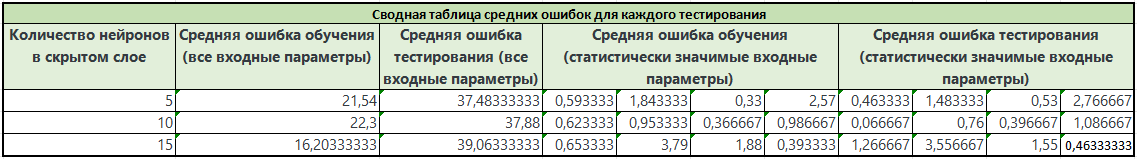 Сводная таблица средних ошибок для каждого тестирования
Количество нейронов в скрытом слое Средняя ошибка обучения (все входные параметры) Средняя ошибка тестирования (все входные параметры) Средняя ошибка обучения (статистически значимые входные параметры) Средняя ошибка тестирования (статистически значимые входные параметры)
5 21,54 37,48333333 0,593333 1,843333 0,33 2,57 0,463333 1,483333 0,53 2,766667
10 22,3 37,88 0,623333 0,953333 0,366667 0,986667 0,066667 0,76 0,396667 1,086667
15 16,20333333 39,06333333 0,653333 3,79 1,88 0,393333 1,266667 3,556667 1,55 0,46333333